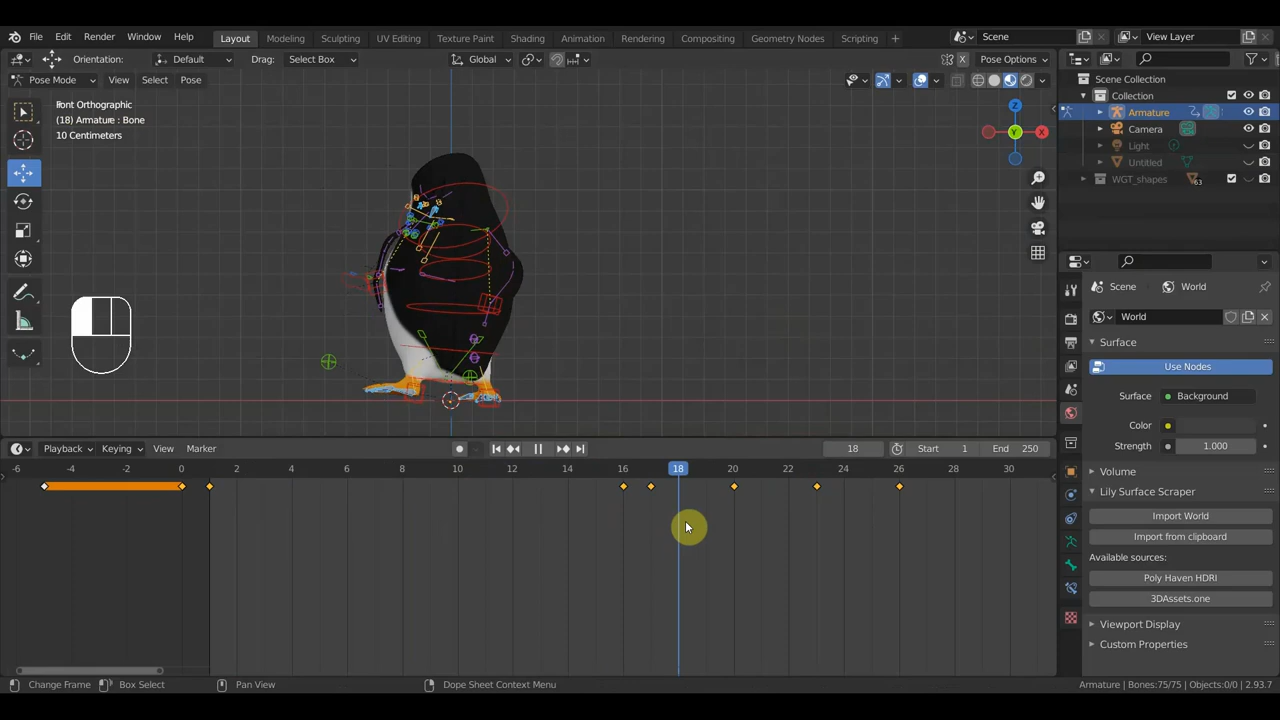 File Edit Render Window Help Layout Modeling Sculpting UV Editing Texture Paint Shading Animation Rendering Compositing Geometry Nodes Scripting + Scene View Layer
Orientation: Default Drag: Select Box Global Pose Options
Pose Mode View Select Pose
Front Orthographic
(18) Armature : Bone
10 Centimeters
Z
Y
X
Scene Collection
Collection
Armature
Camera
Light
Untitled
WGT_shapes 63
Scene World
World
Surface
Use Nodes
Surface Background
Color
Strength 1.000
Volume
Lily Surface Scraper
Import World
Import from clipboard
Available sources:
Poly Haven HDRI
3DAssets.one
Viewport Display
Custom Properties
Playback Keying View Marker 18 Start 1 End 250
-6 -4 -2 0 2 4 6 8 10 12 14 16 18 20 22 24 26 28 30
Change Frame Box Select Pan View Dope Sheet Context Menu Armature | Bones:75/75 | Objects:0/0 | 2.93.7